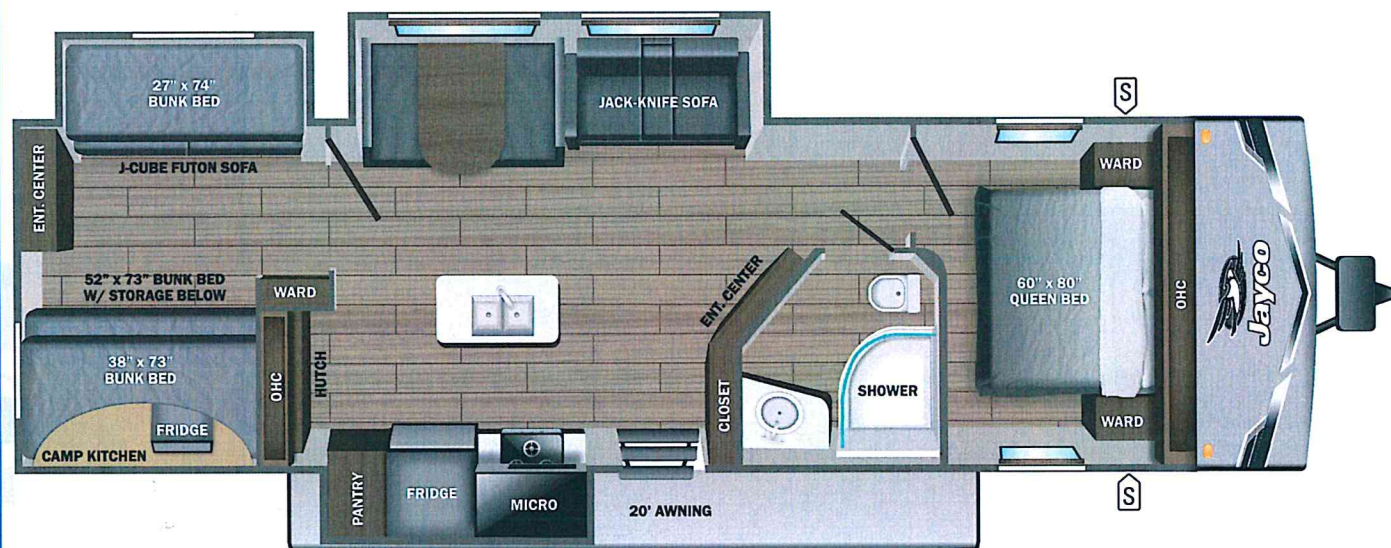 27" x 74"
BUNK BED
J-CUBE FUTON SOFA
ENT. CENTER
JACK-KNIFE SOFA
S
WARD
52" x 73" BUNK BED
W/ STORAGE BELOW
WARD
38" x 73"
BUNK BED
FRIDGE
CAMP KITCHEN
OHC
HUTCH
ENT. CENTER
CLOSET
SHOWER
60" x 80"
QUEEN BED
OHC
Jayco
WARD
PANTRY
FRIDGE
MICRO
20' AWNING
S